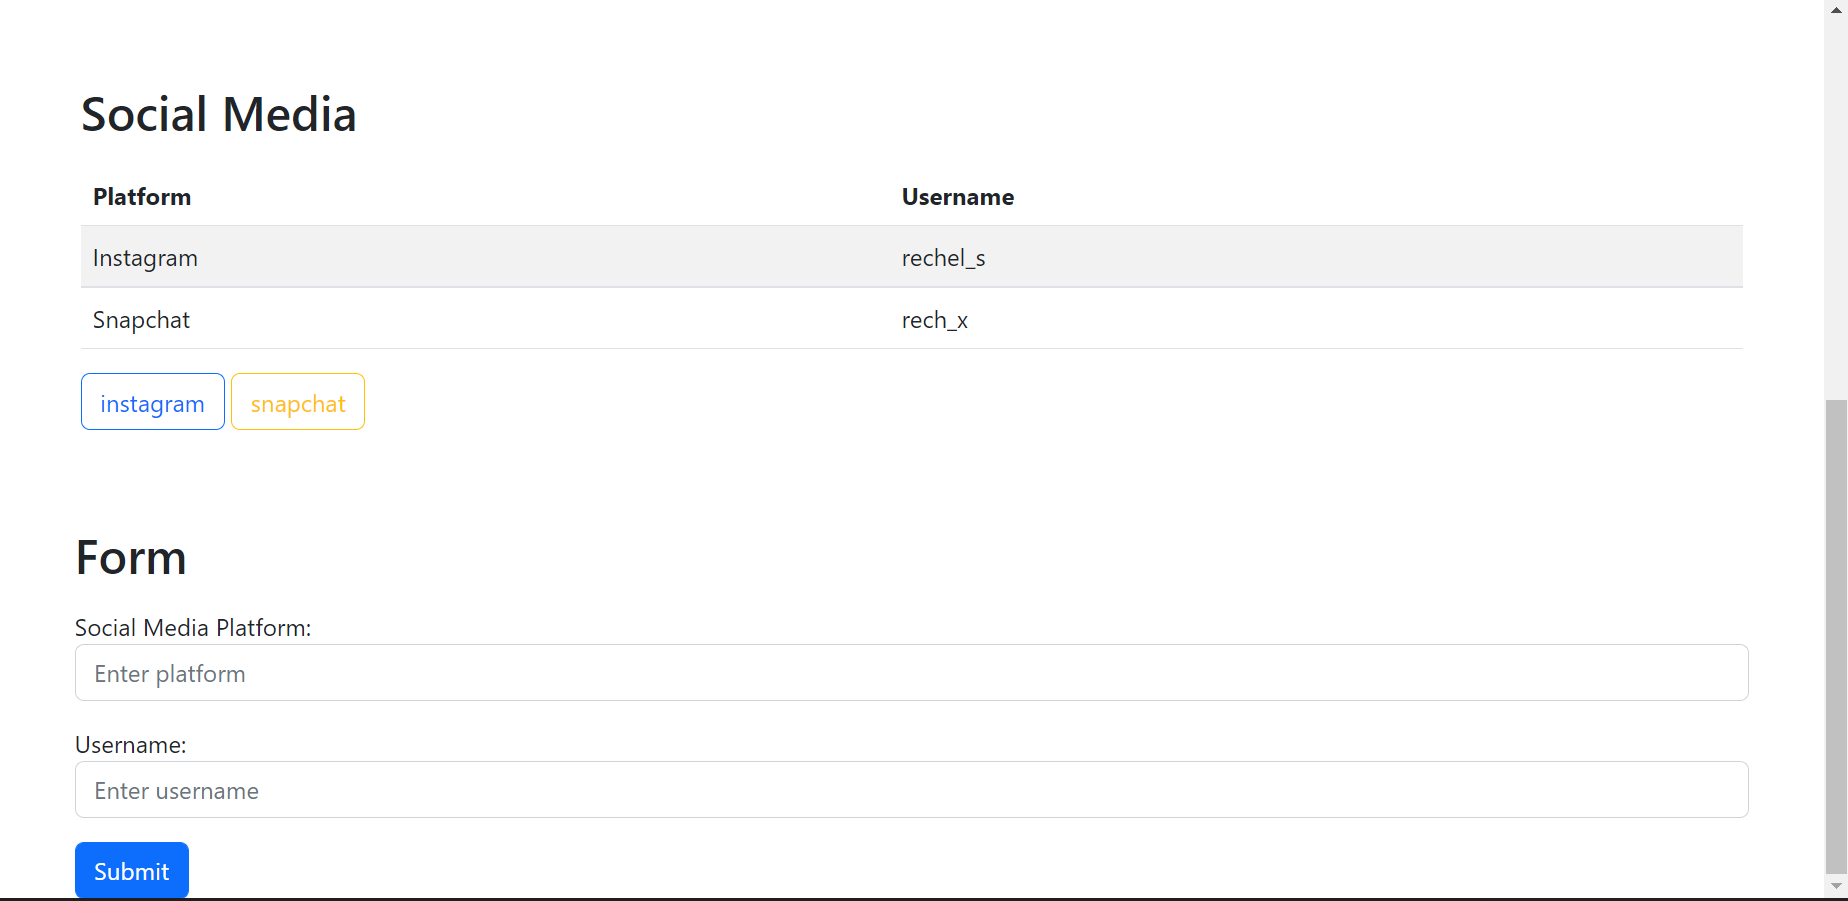 Social Media
Platform Username
Instagram rechel_s
Snapchat rech_x
instagram snapchat
Form
Social Media Platform:
Enter platform
Username:
Enter username
Submit